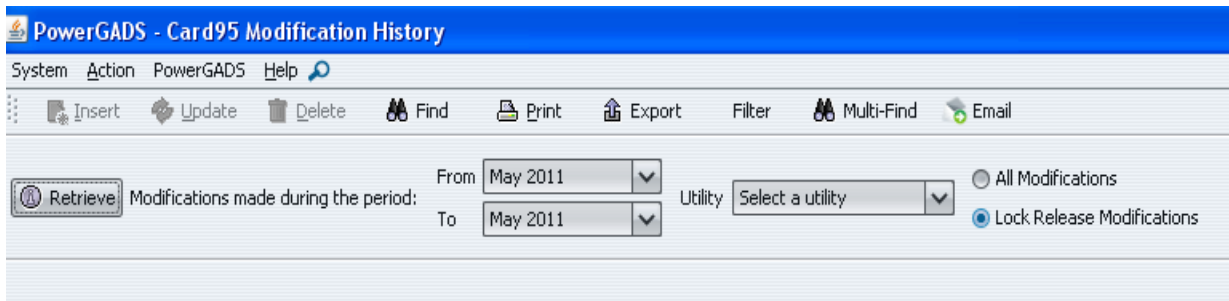 PowerGADS - Card95 Modification History
System Action PowerGADS Help
Insert Update Delete Find Print Export Filter Multi-Find Email
From May 2011
All Modifications
Retrieve Modifications made during the period: Utility Select a utility
To May 2011
Lock Release Modifications